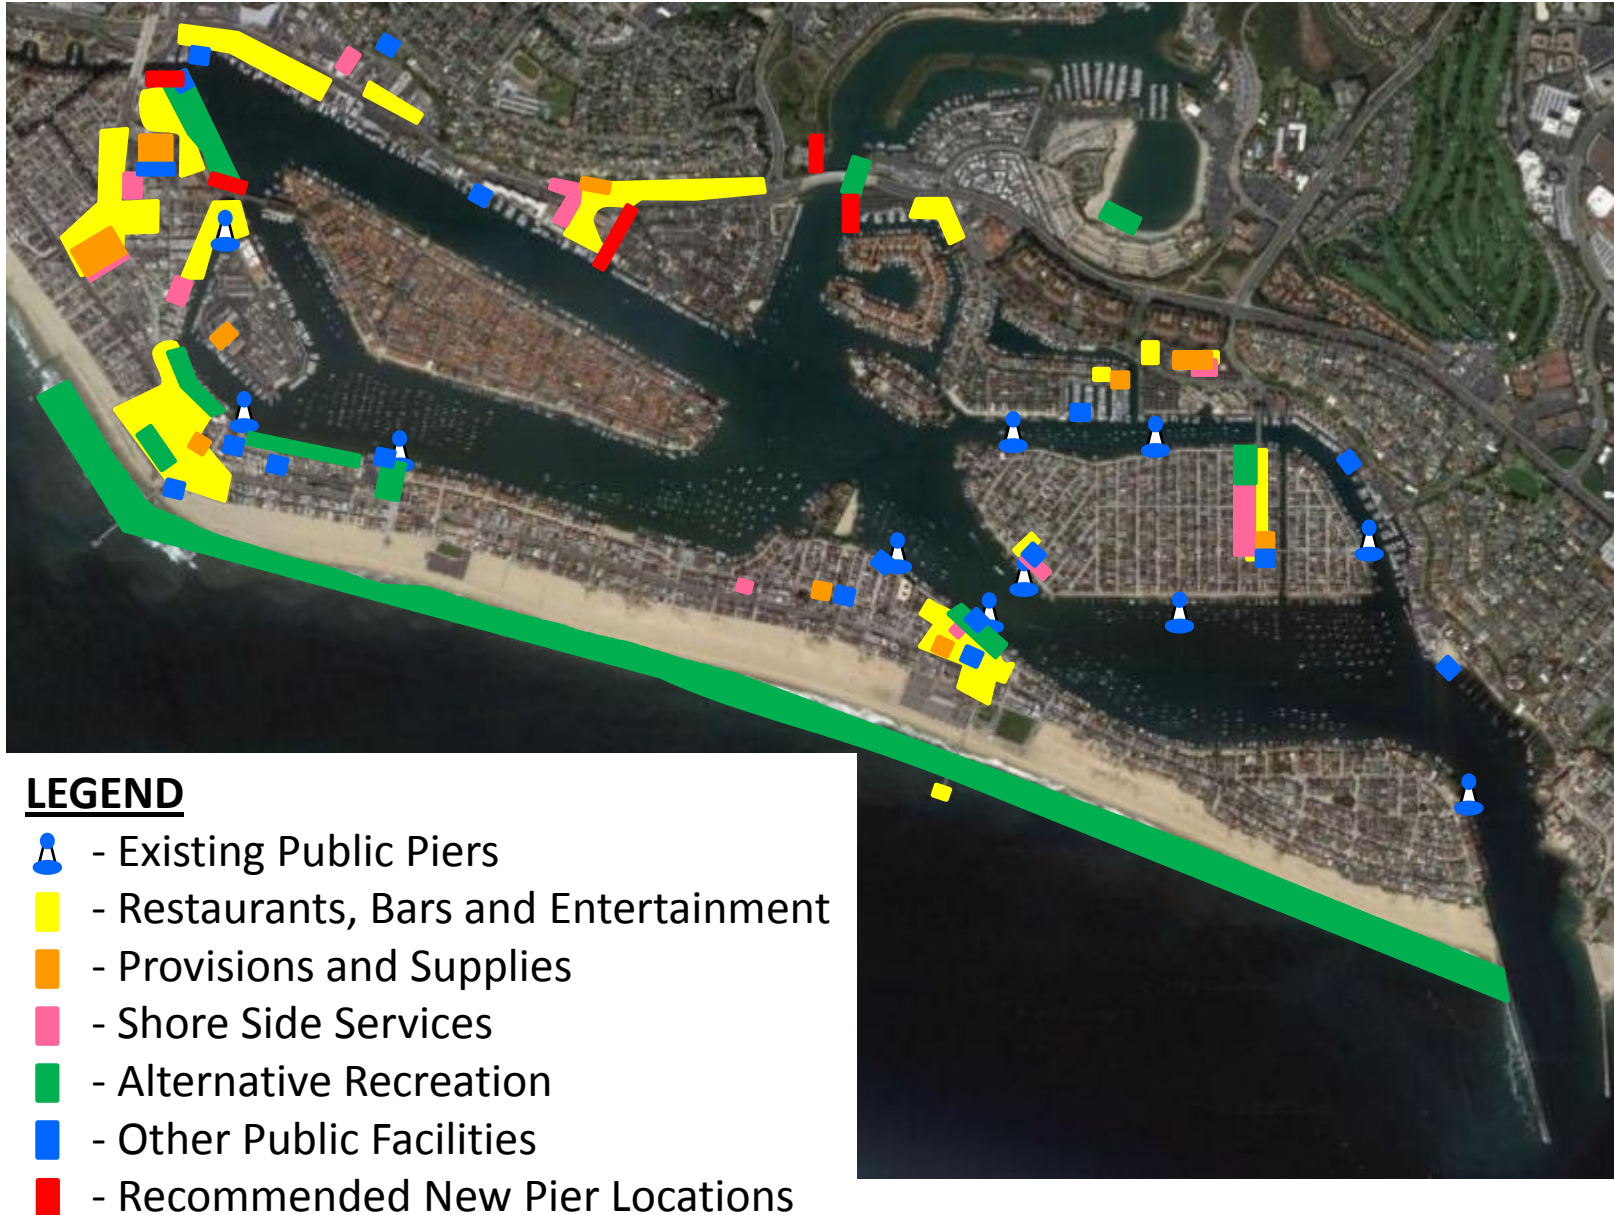 LEGEND
- Existing Public Piers
- Restaurants, Bars and Entertainment
- Provisions and Supplies
- Shore Side Services
- Alternative Recreation
- Other Public Facilities
- Recommended New Pier Locations